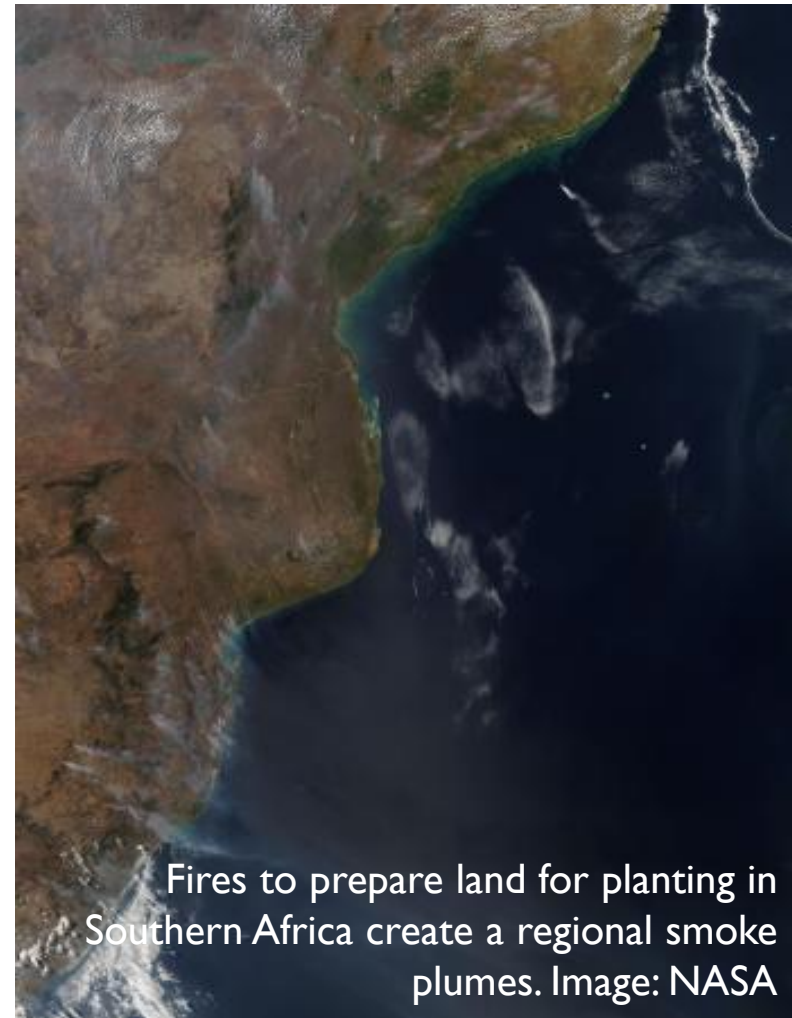 Fires to prepare land for planting in
Southern Africa create a regional smoke
plumes. Image: NASA